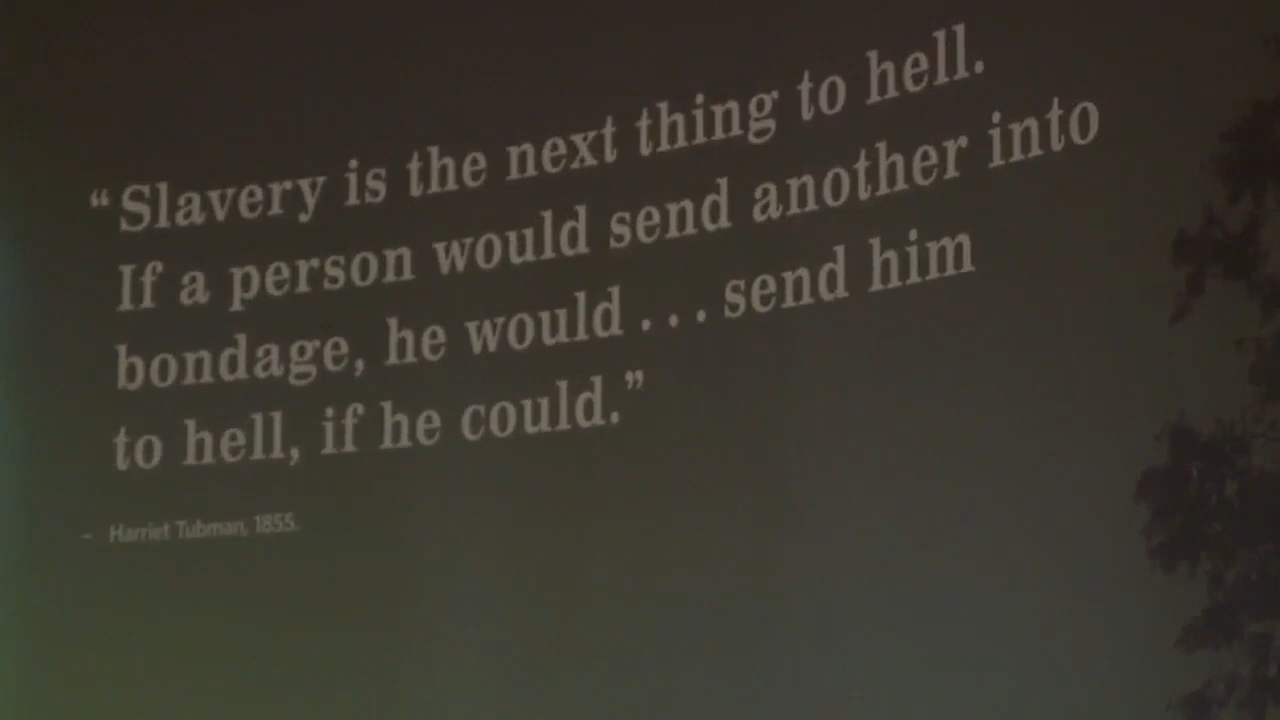 “Slavery is the next thing to hell.
If a person would send another into
bondage, he would . . . send him
to hell, if he could.”
– Harriet Tubman, 1855.